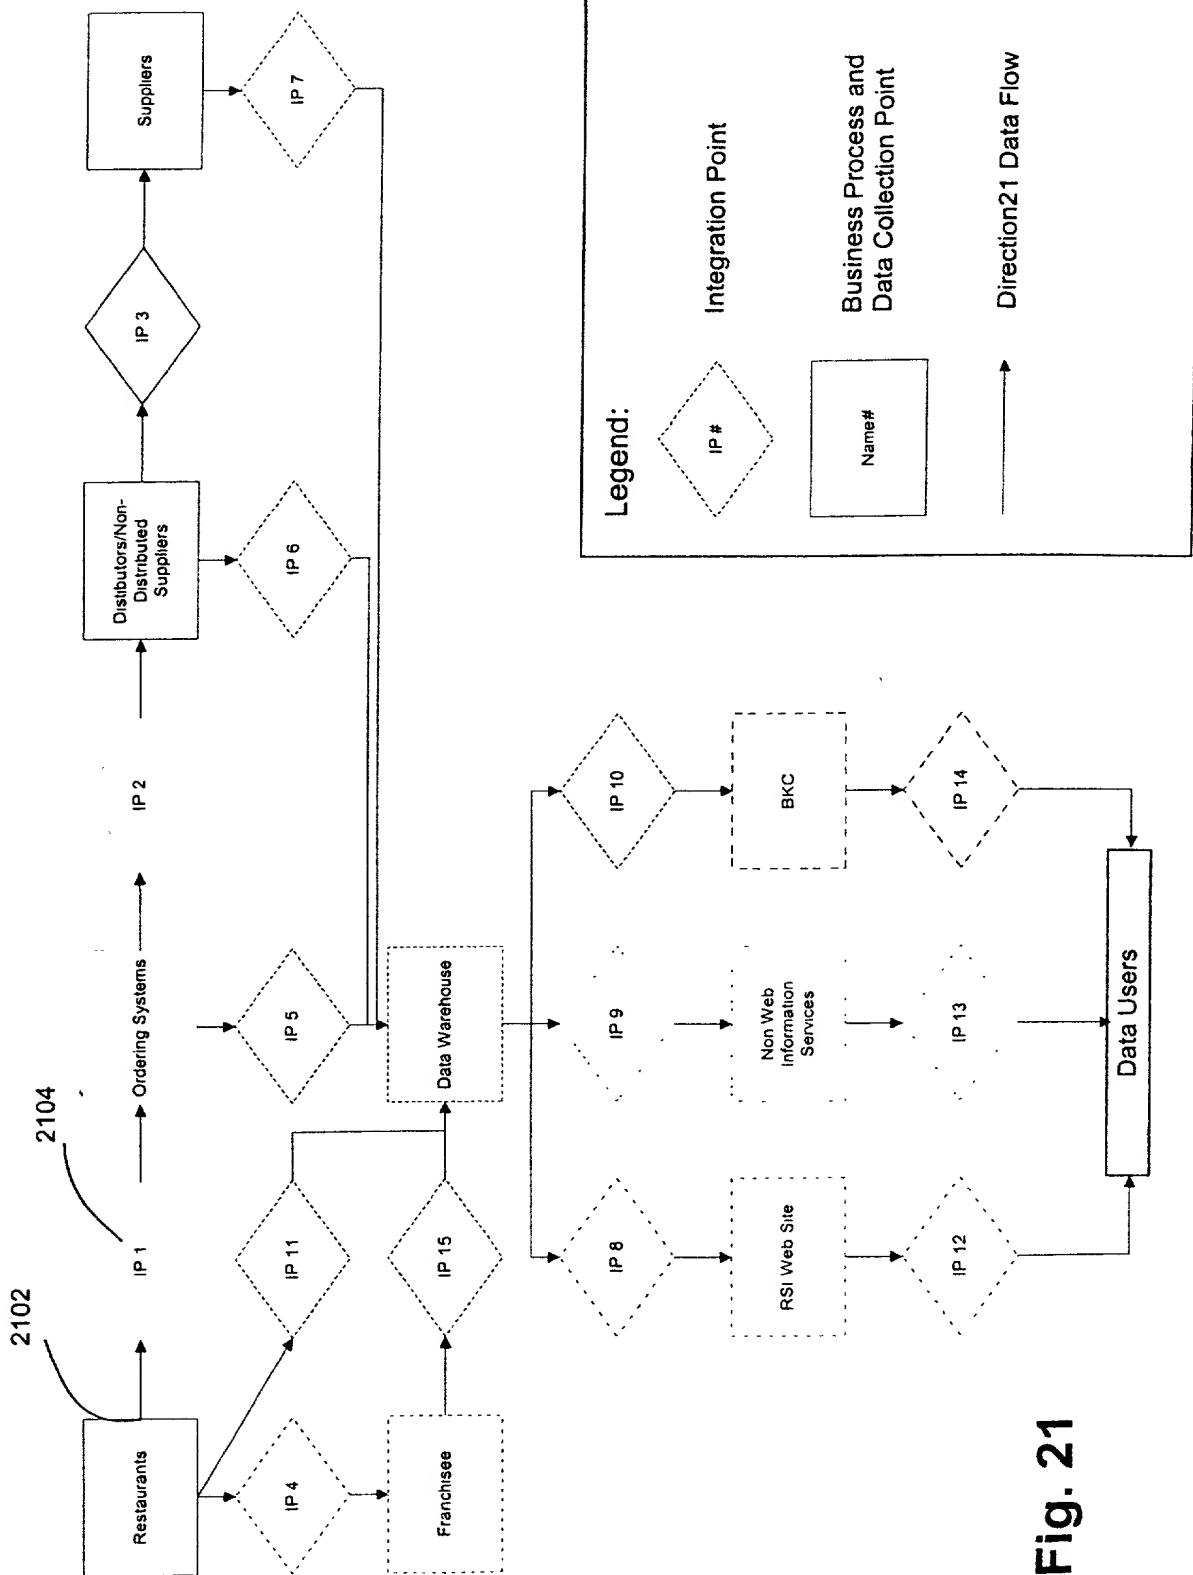 2102
2104
Restaurants
IP 1
Ordering Systems
IP 2
Distibutors/Non-
Distributed
Suppliers
IP 3
Suppliers
IP 4
IP 11
IP 5
IP 6
IP 7
Franchisee
IP 15
Data Warehouse
IP 8
IP 9
IP 10
RSI Web Site
Non Web
Information
Services
BKC
IP 12
IP 13
IP 14
Data Users
Legend:
IP #
Integration Point
Name#
Business Process and
Data Collection Point
Direction21 Data Flow
Fig. 21